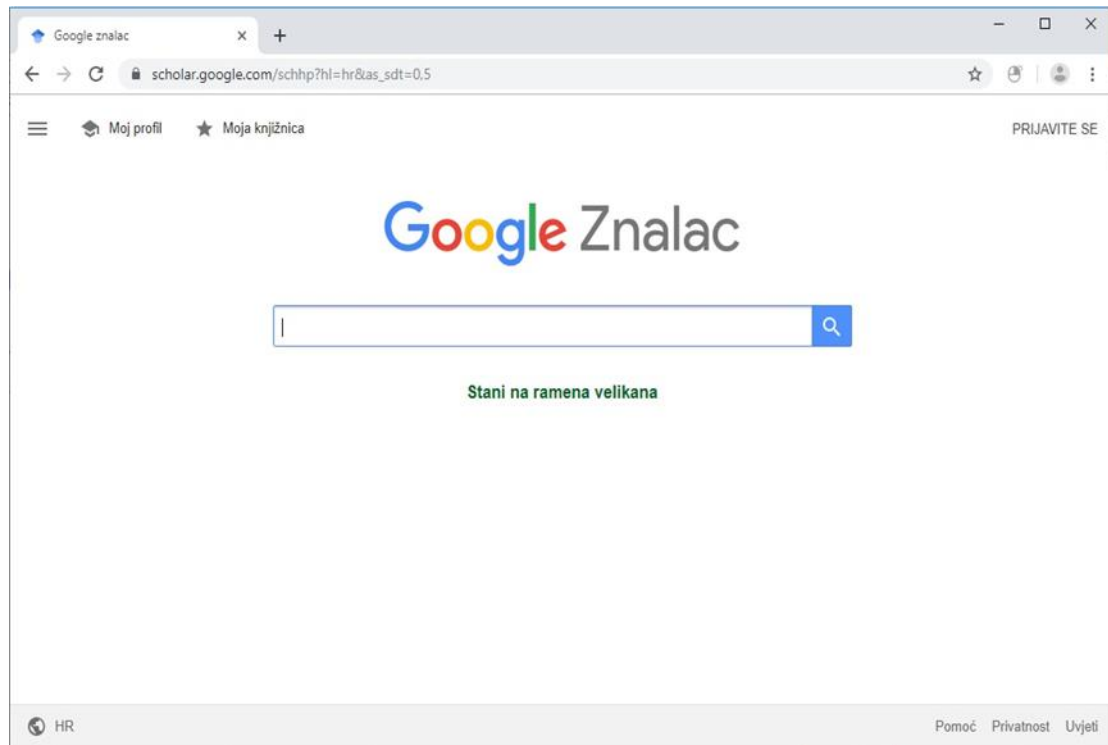 Google znalac
scholar.google.com/schhp?hl=hr&as_sdt=0,5
Moj profil Moja knjižnica PRIJAVITE SE
Google Znalac
Stani na ramena velikana
HR Pomoć Privatnost Uvjeti